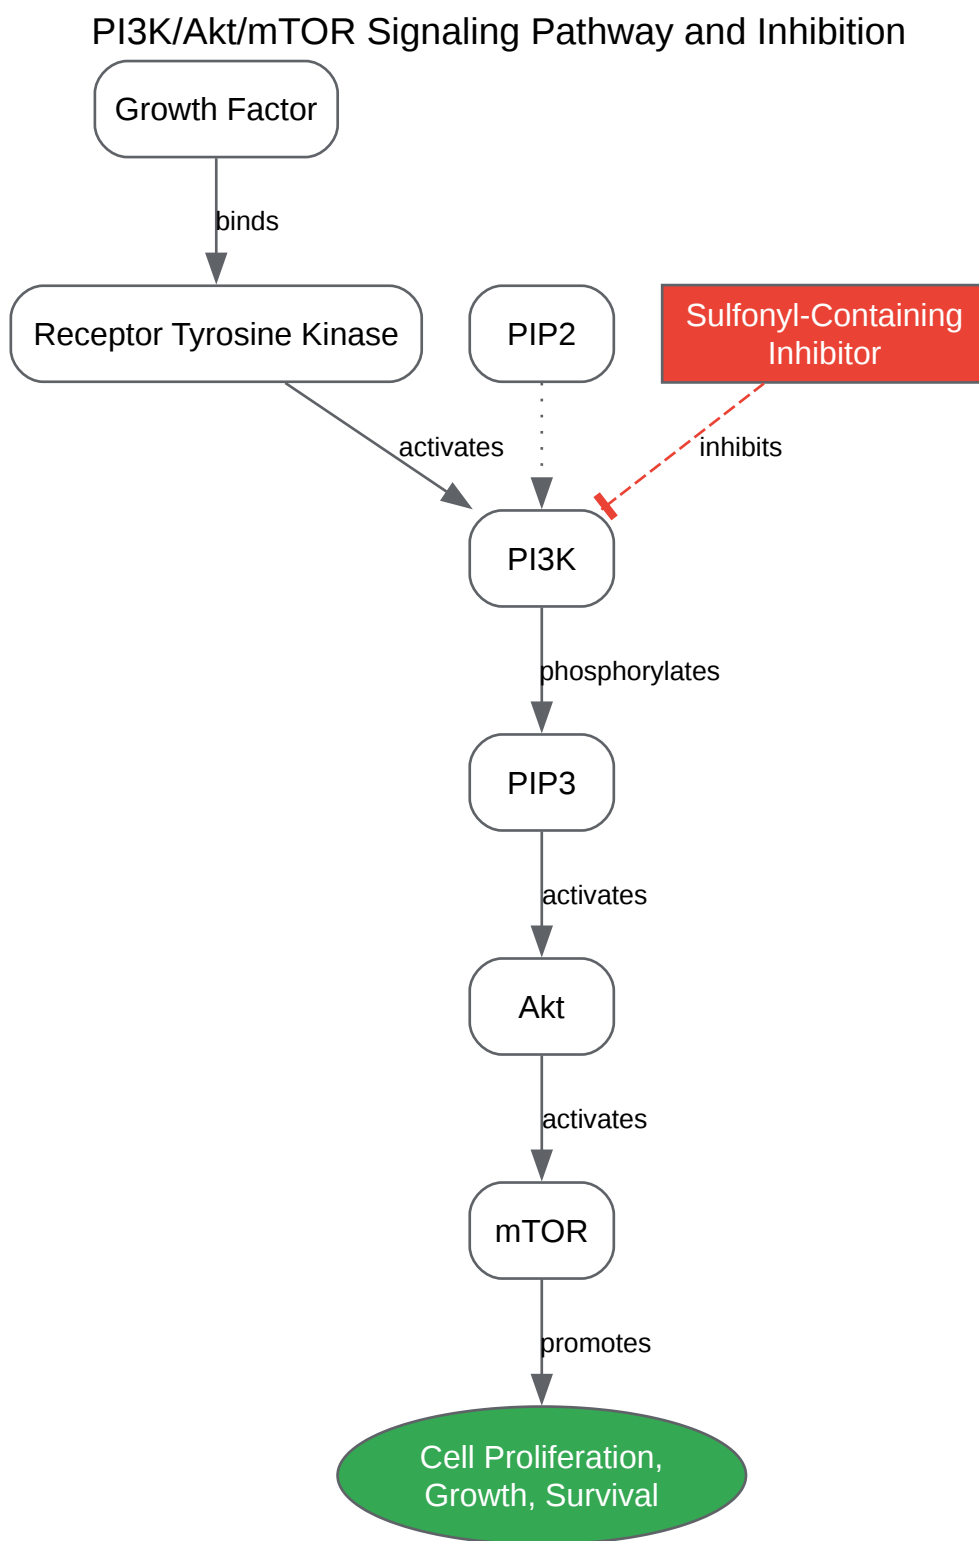 PI3K/Akt/mTOR Signaling Pathway and Inhibition
Growth Factor
binds
Receptor Tyrosine Kinase
PIP2
Sulfonyl-Containing
Inhibitor
activates
inhibits
PI3K
phosphorylates
PIP3
activates
Akt
activates
mTOR
promotes
Cell Proliferation,
Growth, Survival